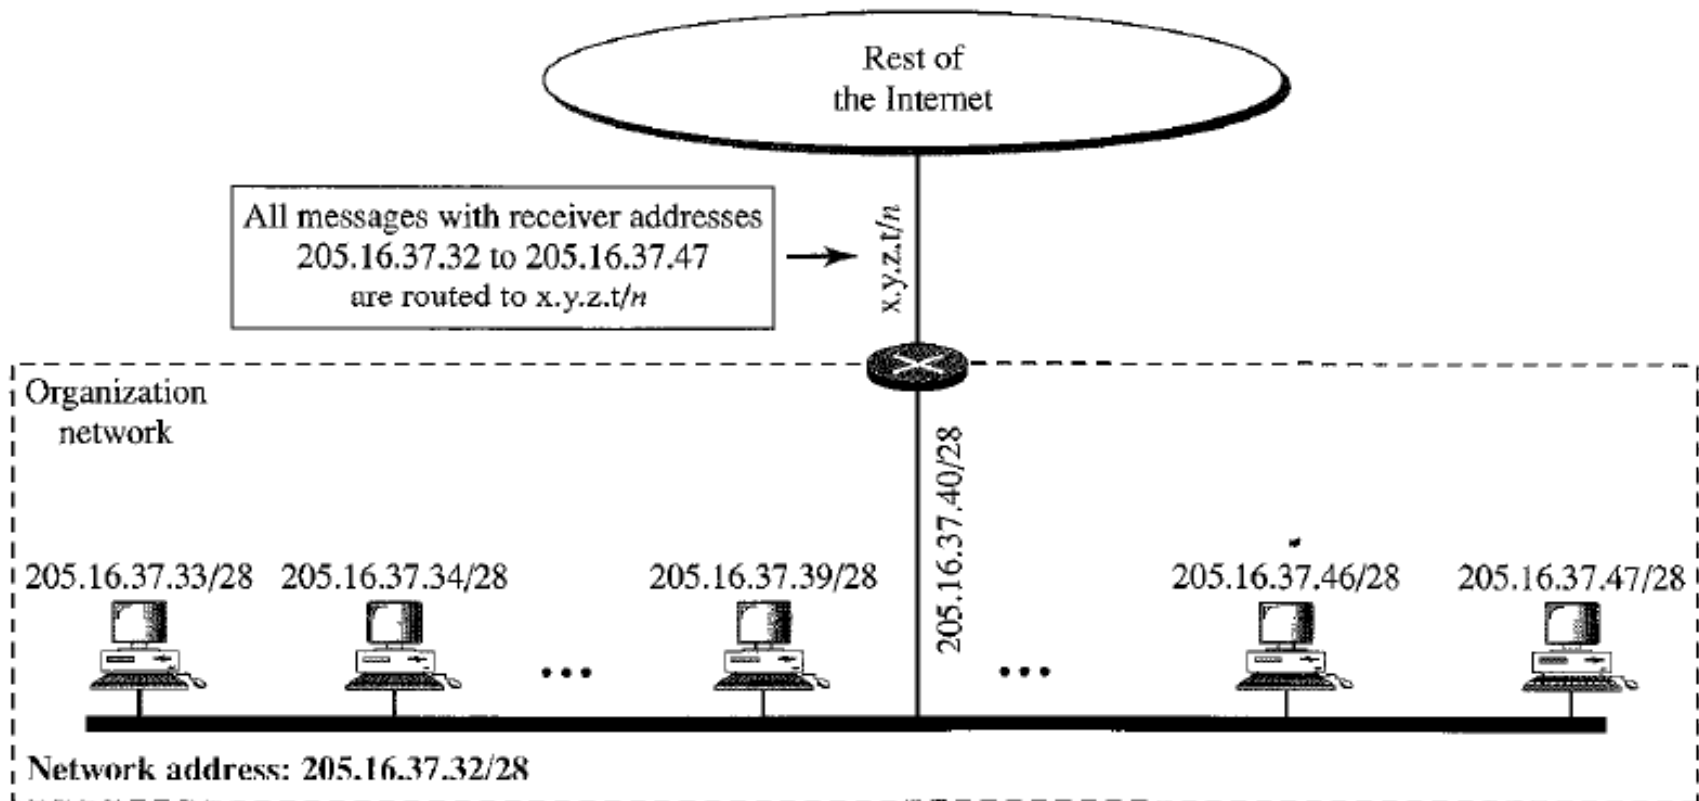 Rest of
the Internet
All messages with receiver addresses
205.16.37.32 to 205.16.37.47
are routed to x.y.z.t/n
x.y.z.t/n
Organization
network
205.16.37.40/28
205.16.37.33/28
205.16.37.34/28
205.16.37.39/28
205.16.37.46/28
205.16.37.47/28
Network address: 205.16.37.32/28